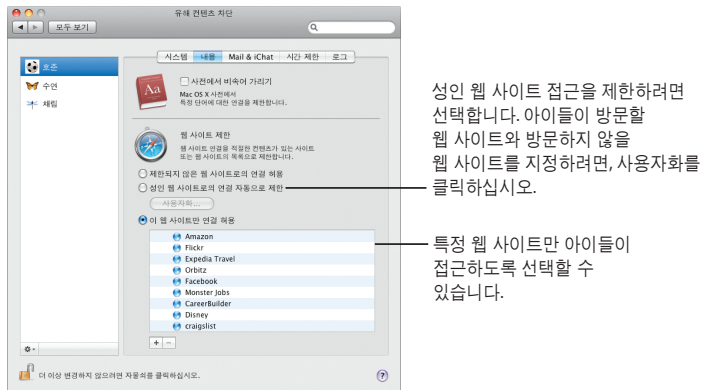 유해 컨텐츠 차단
모두 보기
호준
수연
채림
시스템 내용 Mail & iChat 시간 제한 로그
사전에서 비속어 가리기
Mac OS X 사전에서
특정 단어에 대한 연결을 제한합니다.
웹 사이트 제한
웹 사이트 연결을 적절한 컨텐츠가 있는 사이트
또는 웹 사이트의 목록으로 제한합니다.
제한되지 않은 웹 사이트로의 연결 허용
성인 웹 사이트로의 연결 자동으로 제한
사용자화...
이 웹 사이트만 연결 허용
Amazon
Flickr
Expedia Travel
Orbitz
Facebook
Monster Jobs
CareerBuilder
Disney
craigslist
더 이상 변경하지 않으려면 자물쇠를 클릭하십시오.
성인 웹 사이트 접근을 제한하려면
선택합니다. 아이들이 방문할
웹 사이트와 방문하지 않을
웹 사이트를 지정하려면, 사용자화를
클릭하십시오.
특정 웹 사이트만 아이들이
접근하도록 선택할 수
있습니다.